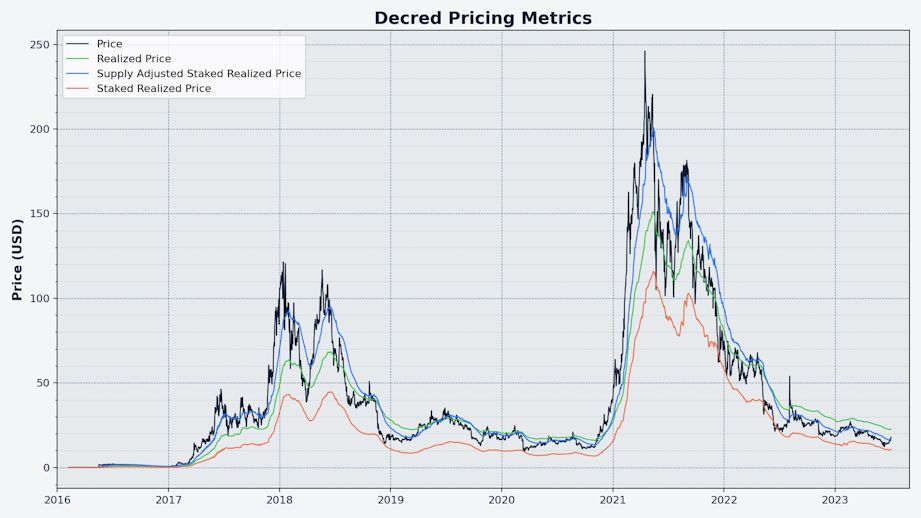 Decred Pricing Metrics
Price
Realized Price
Supply Adjusted Staked Realized Price
Staked Realized Price
Price (USD)
250
200
150
100
50
0
2016 2017 2018 2019 2020 2021 2022 2023